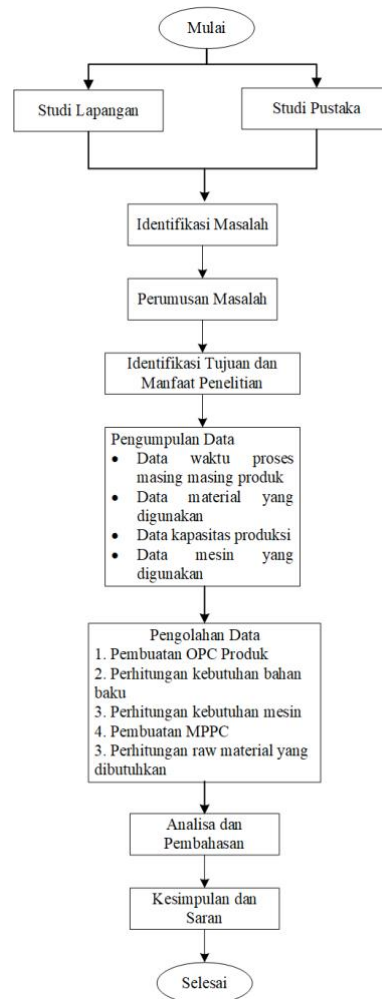 Mulai
Studi Lapangan
Studi Pustaka
Identifikasi Masalah
Perumusan Masalah
Identifikasi Tujuan dan
Manfaat Penelitian
Pengumpulan Data
• Data waktu proses
masing masing produk
• Data material yang
digunakan
• Data kapasitas produksi
• Data mesin yang
digunakan
Pengolahan Data
1. Pembuatan OPC Produk
2. Perhitungan kebutuhan bahan
baku
3. Perhitungan kebutuhan mesin
4. Pembuatan MPPC
3. Perhitungan raw material yang
dibutuhkan
Analisa dan
Pembahasan
Kesimpulan dan
Saran
Selesai